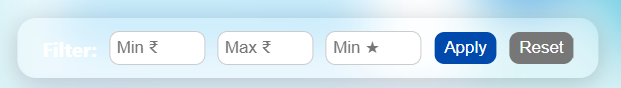 Filter: Min ₹ Max ₹ Min ★ Apply Reset